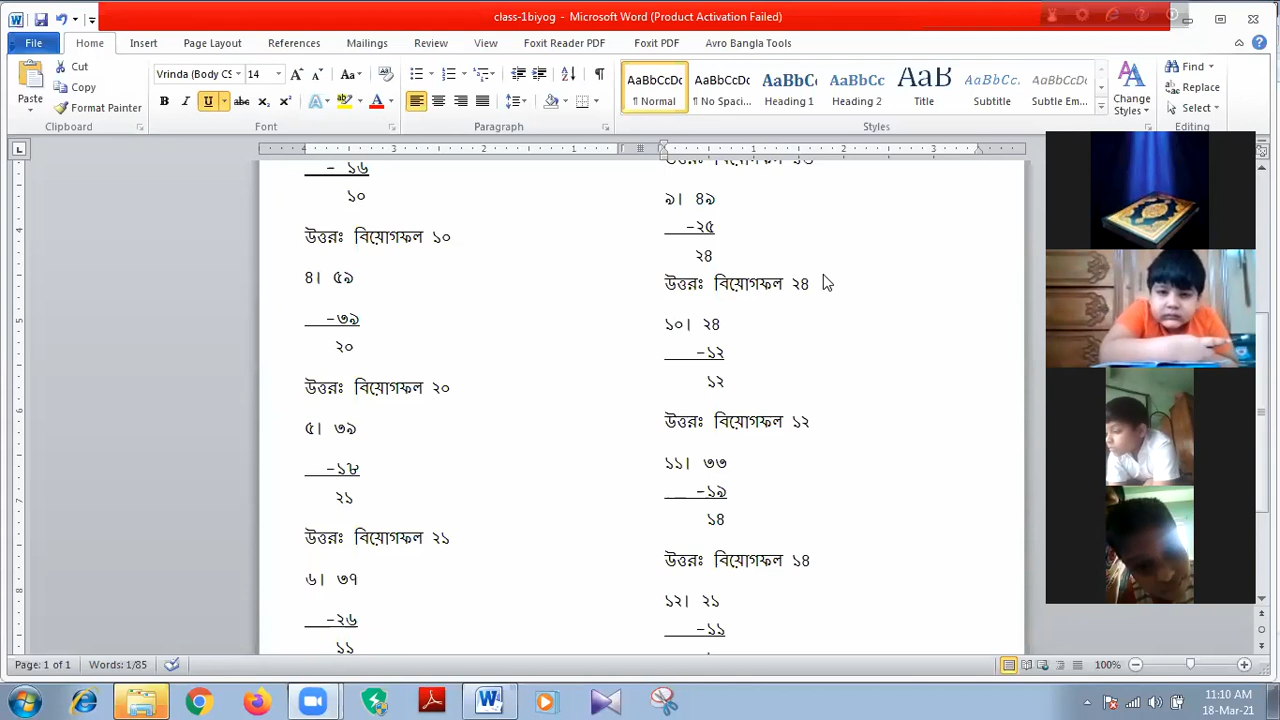 class-1biyog - Microsoft Word (Product Activation Failed)
File Home Insert Page Layout References Mailings Review View Foxit Reader PDF Foxit PDF Avro Bangla Tools
Paste
Cut
Copy
Format Painter
Clipboard
Vrinda (Body CS 14
Font
Paragraph
AaBbCcDc AaBbCcDc AaBbC AaBbCc AaB AaBbCc. AaBbCcDc
¶ Normal ¶ No Spaci... Heading 1 Heading 2 Title Subtitle Subtle Em...
Styles
Change Styles
Find
Replace
Select
Editing
- ১৬
১০
উত্তরঃ বিয়োগফল ১০
৪। ৫৯
-৩৯
২০
উত্তরঃ বিয়োগফল ২০
৫। ৩৯
-১৮
২১
উত্তরঃ বিয়োগফল ২১
৬। ৩৭
-২৬
১১
৯। ৪৯
-২৫
২৪
উত্তরঃ বিয়োগফল ২৪
১০। ২৪
-১২
১২
উত্তরঃ বিয়োগফল ১২
১১। ৩৩
-১৯
১৪
উত্তরঃ বিয়োগফল ১৪
১২। ২১
-১১
Page: 1 of 1 Words: 1/85 100%
11:10 AM
18-Mar-21